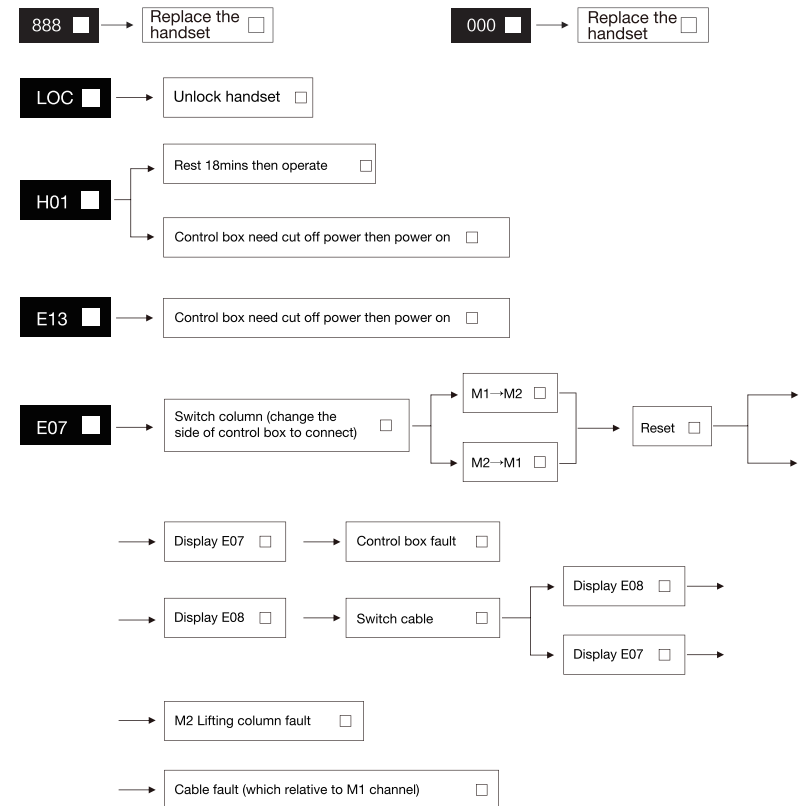 888
Replace the
handset
000
Replace the
handset
LOC
Unlock handset
H01
Rest 18mins then operate
Control box need cut off power then power on
E13
Control box need cut off power then power on
E07
Switch column (change the
side of control box to connect)
M1→M2
M2→M1
Reset
Display E07
Control box fault
Display E08
Switch cable
Display E08
Display E07
M2 Lifting column fault
Cable fault (which relative to M1 channel)